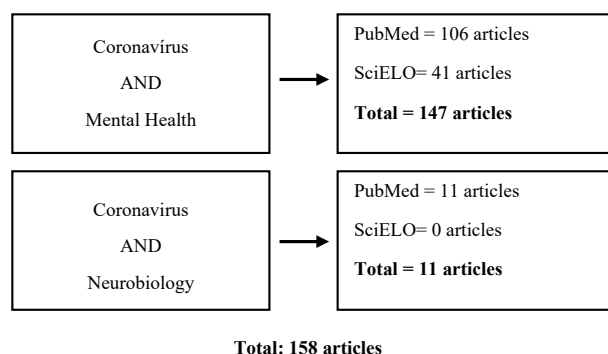 Coronavírus
AND
Mental Health
PubMed = 106 articles
SciELO= 41 articles
Total = 147 articles
Coronavirus
AND
Neurobiology
PubMed = 11 articles
SciELO= 0 articles
Total = 11 articles
Total: 158 articles